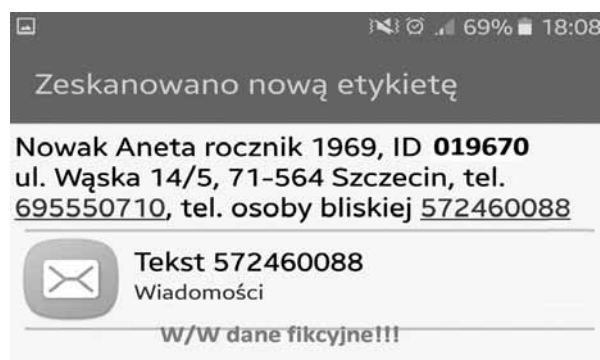 69% 18:08
Zeskanowano nową etykietę
Nowak Aneta rocznik 1969, ID 019670
ul. Wąska 14/5, 71-564 Szczecin, tel.
695550710, tel. osoby bliskiej 572460088
Tekst 572460088
Wiadomości
W/W dane fikcyjne!!!